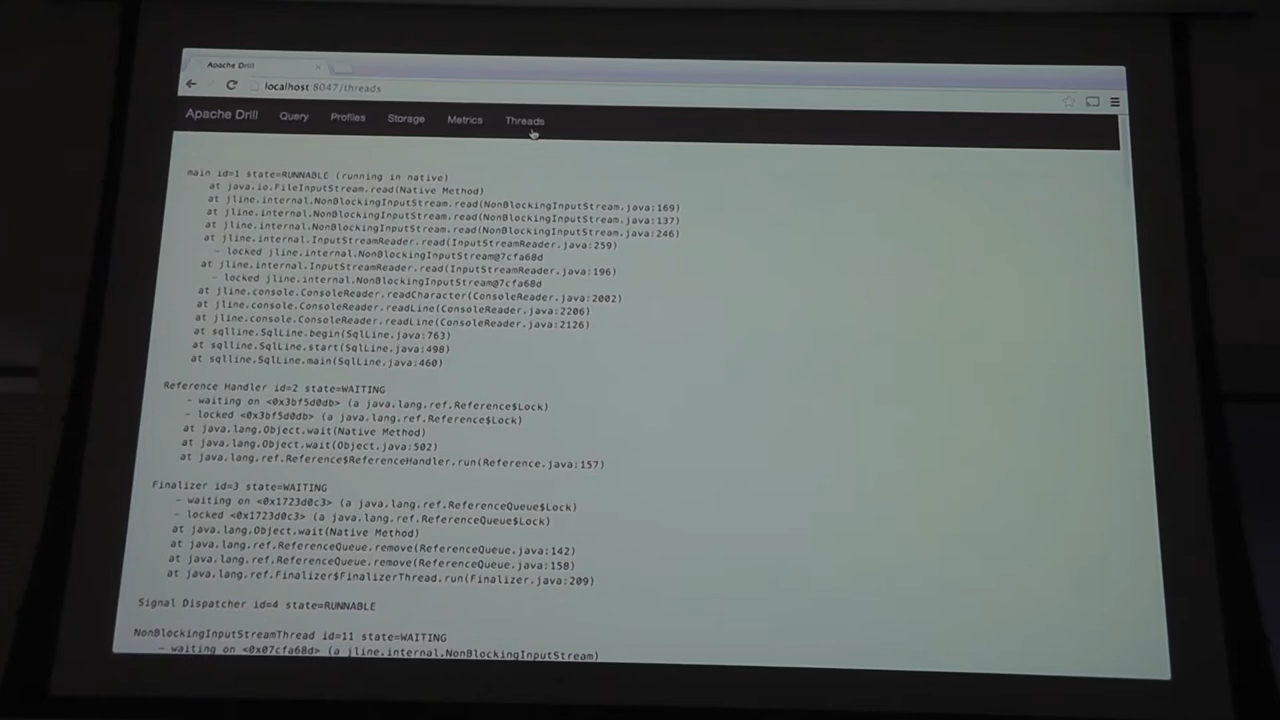 Apache Drill
localhost:8047/threads
Apache Drill Query Profiles Storage Metrics Threads
main id=1 state=RUNNABLE (running in native)
at java.io.FileInputStream.read(Native Method)
at jline.internal.NonBlockingInputStream.read(NonBlockingInputStream.java:169)
at jline.internal.NonBlockingInputStream.read(NonBlockingInputStream.java:137)
at jline.internal.NonBlockingInputStream.read(NonBlockingInputStream.java:246)
at jline.internal.InputStreamReader.read(InputStreamReader.java:259)
- locked jline.internal.NonBlockingInputStream@7cfa68d
at jline.internal.InputStreamReader.read(InputStreamReader.java:196)
- locked jline.internal.NonBlockingInputStream@7cfa68d
at jline.console.ConsoleReader.readCharacter(ConsoleReader.java:2002)
at jline.console.ConsoleReader.readLine(ConsoleReader.java:2206)
at jline.console.ConsoleReader.readLine(ConsoleReader.java:2126)
at sqlline.SqlLine.begin(SqlLine.java:763)
at sqlline.SqlLine.start(SqlLine.java:498)
at sqlline.SqlLine.main(SqlLine.java:460)
Reference Handler id=2 state=WAITING
- waiting on <0x3bf5d0db> (a java.lang.ref.Reference$Lock)
- locked <0x3bf5d0db> (a java.lang.ref.Reference$Lock)
at java.lang.Object.wait(Native Method)
at java.lang.Object.wait(Object.java:502)
at java.lang.ref.Reference$ReferenceHandler.run(Reference.java:157)
Finalizer id=3 state=WAITING
- waiting on <0x1723d0c3> (a java.lang.ref.ReferenceQueue$Lock)
- locked <0x1723d0c3> (a java.lang.ref.ReferenceQueue$Lock)
at java.lang.Object.wait(Native Method)
at java.lang.ref.ReferenceQueue.remove(ReferenceQueue.java:142)
at java.lang.ref.ReferenceQueue.remove(ReferenceQueue.java:158)
at java.lang.ref.Finalizer$FinalizerThread.run(Finalizer.java:209)
Signal Dispatcher id=4 state=RUNNABLE
NonBlockingInputStreamThread id=11 state=WAITING
- waiting on <0x07cfa68d> (a jline.internal.NonBlockingInputStream)